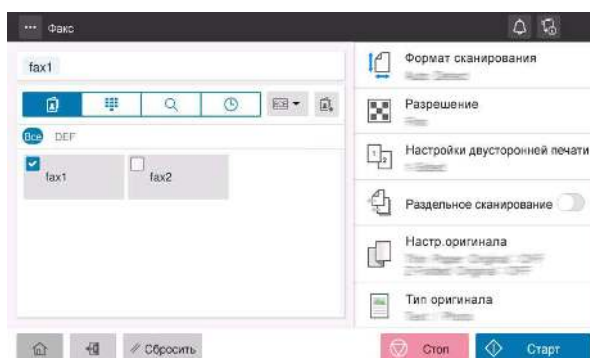 Факс
fax1
Все DEF
fax1
fax2
Сбросить
Формат сканирования
Разрешение
Настройки двусторонней печати
Раздельное сканирование
Настр.оригинала
Тип оригинала
Стоп
Старт